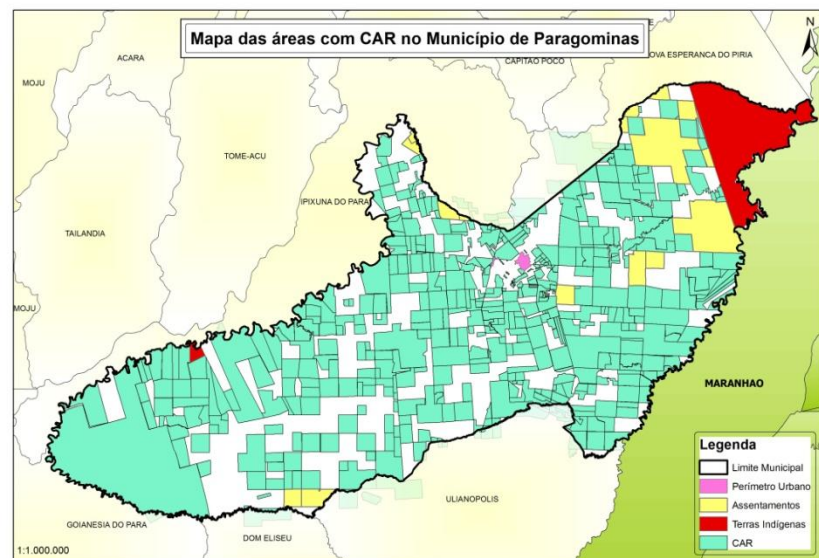 Mapa das áreas com CAR no Município de Paragominas
N
MOJU
ACARA
CAPITAO POCO
OVA ESPERANCA DO PIRIA
MOJU
TOME-ACU
IPIXUNA DO PARA
TAILANDIA
MOJU
MARANHAO
ULIANOPOLIS
GOIANESIA DO PARA
DOM ELISEU
1:1.000.000
Legenda
Limite Municipal
Perímetro Urbano
Assentamentos
Terras Indígenas
CAR